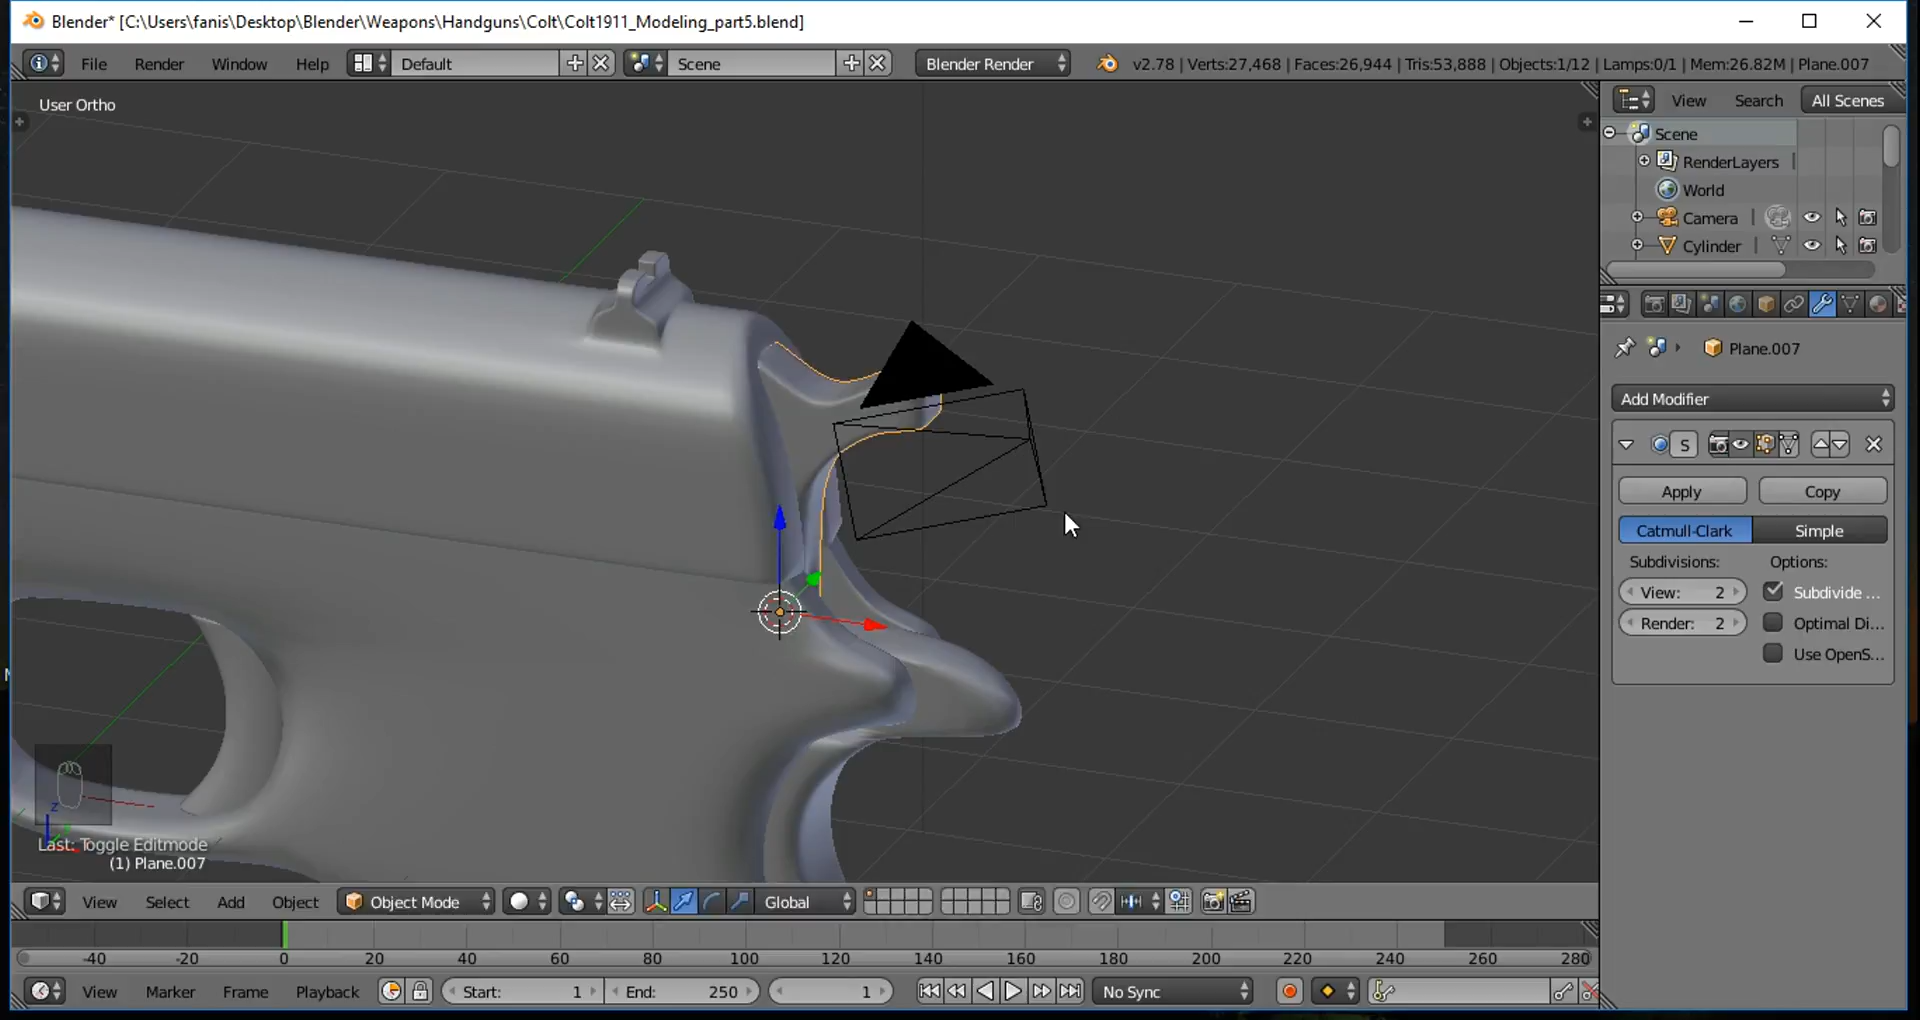 Blender* [C:\Users\fanis\Desktop\Blender\Weapons\Handguns\Colt\Colt1911_Modeling_part5.blend]
File Render Window Help Default Scene Blender Render v2.78 | Verts:27,468 | Faces:26,944 | Tris:53,888 | Objects:1/12 | Lamps:0/1 | Mem:26.82M | Plane.007
User Ortho
View Search All Scenes
Scene
RenderLayers
World
Camera
Cylinder
Plane.007
Add Modifier
S
Apply Copy
Catmull-Clark Simple
Subdivisions: Options:
View: 2 Subdivide ...
Render: 2 Optimal Di...
Use OpenS...
z
Last: Toggle Editmode
(1) Plane.007
View Select Add Object Object Mode Global
-40 -20 0 20 40 60 80 100 120 140 160 180 200 220 240 260 280
View Marker Frame Playback Start: 1 End: 250 1 No Sync